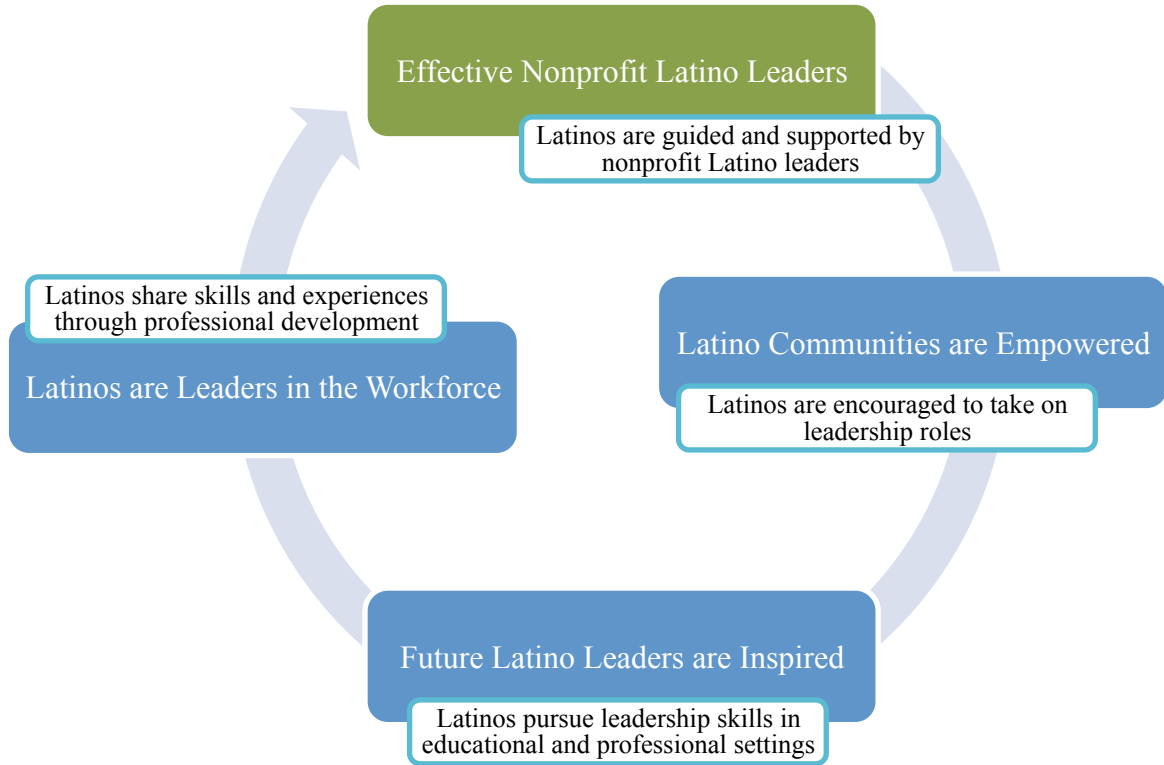 Effective Nonprofit Latino Leaders
Latinos are guided and supported by
nonprofit Latino leaders
Latino Communities are Empowered
Latinos are encouraged to take on
leadership roles
Future Latino Leaders are Inspired
Latinos pursue leadership skills in
educational and professional settings
Latinos share skills and experiences
through professional development
Latinos are Leaders in the Workforce